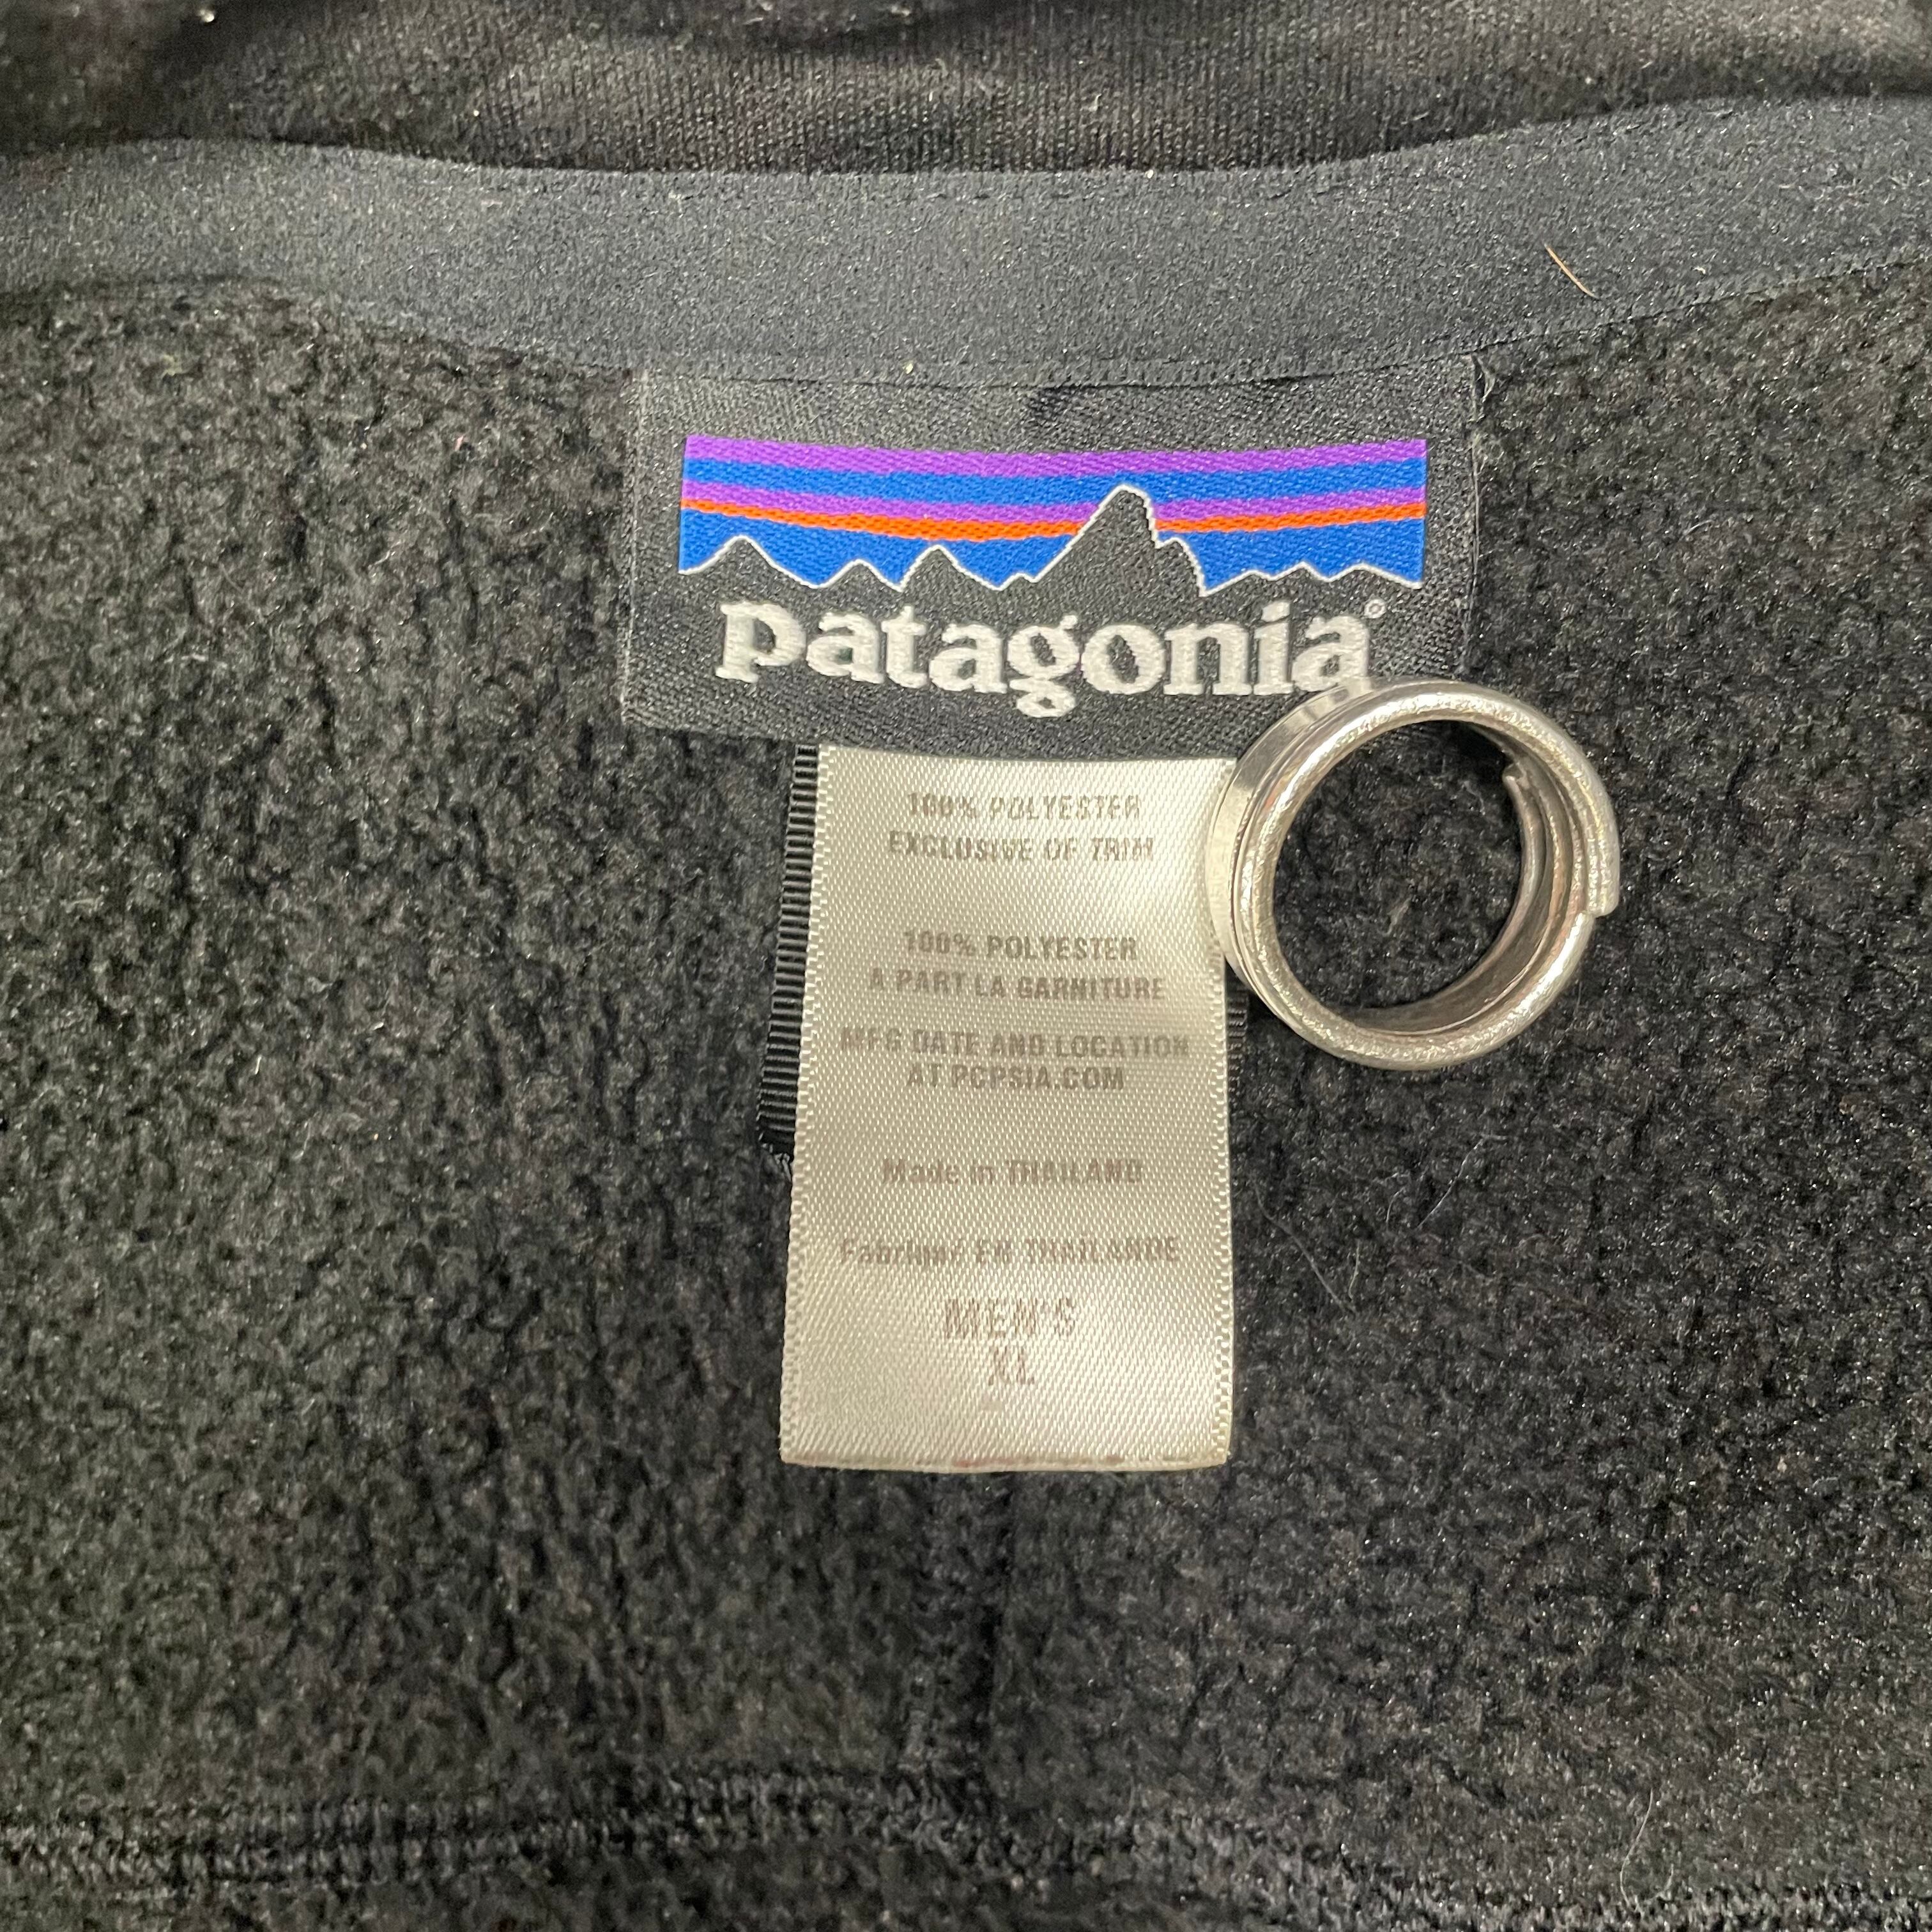 patagonia®
100% POLYESTER
EXCLUSIVE OF TRIM
100% POLYESTER
A PART LA GARNITURE
MFG DATE AND LOCATION
AT PCPSIA.COM
Made in THAILAND
Fabriqué EN THAILANDE
MEN'S
XL